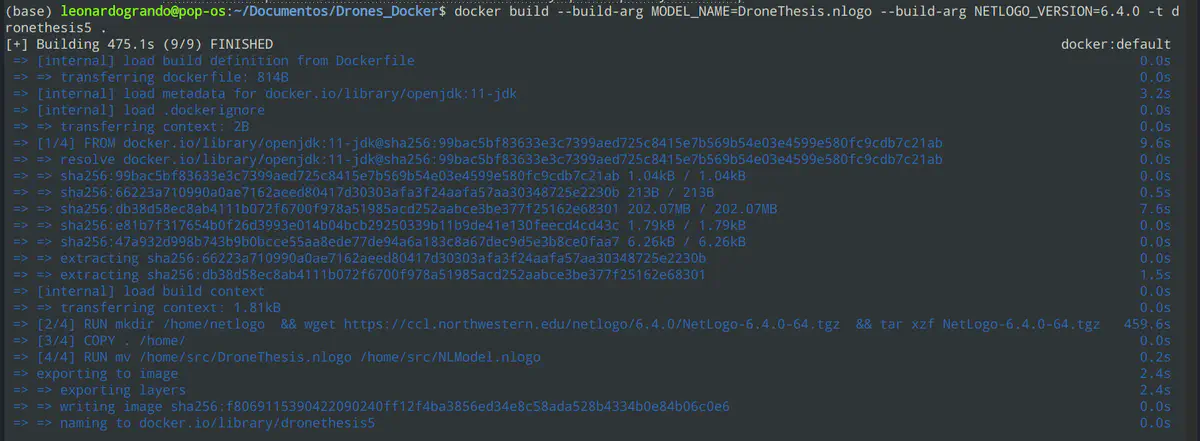 (base) leonardogrando@pop-os:~/Documentos/Drones_Docker$ docker build --build-arg MODEL_NAME=DroneThesis.nlogo --build-arg NETLOGO_VERSION=6.4.0 -t d
ronethesis5 .
[+] Building 475.1s (9/9) FINISHED docker:default
=> [internal] load build definition from Dockerfile 0.0s
=> => transferring dockerfile: 814B 0.0s
=> [internal] load metadata for docker.io/library/openjdk:11-jdk 3.2s
=> [internal] load .dockerignore 0.0s
=> => transferring context: 2B 0.0s
=> [1/4] FROM docker.io/library/openjdk:11-jdk@sha256:99bac5bf83633e3c7399aed725c8415e7b569b54e03e4599e580fc9cdb7c21ab 9.6s
=> => resolve docker.io/library/openjdk:11-jdk@sha256:99bac5bf83633e3c7399aed725c8415e7b569b54e03e4599e580fc9cdb7c21ab 0.0s
=> => sha256:99bac5bf83633e3c7399aed725c8415e7b569b54e03e4599e580fc9cdb7c21ab 1.04kB / 1.04kB 0.0s
=> => sha256:66223a710990a0ae7162aeed80417d30303afa3f24aafa57aa30348725e2230b 213B / 213B 0.5s
=> => sha256:db38d58ec8ab4111b072f6700f978a51985acd252aabce3be377f25162e68301 202.07MB / 202.07MB 7.6s
=> => sha256:e81b7f317654b0f26d3993e014b04bcb29250339b11b9de41e130feecd4cd43c 1.79kB / 1.79kB 0.0s
=> => sha256:47a932d998b743b9b0bcce55aa8ede77de94a6a183c8a67dec9d5e3b8ce0faa7 6.26kB / 6.26kB 0.0s
=> => extracting sha256:66223a710990a0ae7162aeed80417d30303afa3f24aafa57aa30348725e2230b 0.0s
=> => extracting sha256:db38d58ec8ab4111b072f6700f978a51985acd252aabce3be377f25162e68301 1.5s
=> [internal] load build context 0.0s
=> => transferring context: 1.81kB 0.0s
=> [2/4] RUN mkdir /home/netlogo && wget https://ccl.northwestern.edu/netlogo/6.4.0/NetLogo-6.4.0-64.tgz && tar xzf NetLogo-6.4.0-64.tgz 459.6s
=> [3/4] COPY . /home/ 0.0s
=> [4/4] RUN mv /home/src/DroneThesis.nlogo /home/src/NLModel.nlogo 0.2s
=> exporting to image 2.4s
=> => exporting layers 2.4s
=> => writing image sha256:f8069115390422090240ff12f4ba3856ed34e8c58ada528b4334b0e84b06c0e6 0.0s
=> => naming to docker.io/library/dronethesis5 0.0s